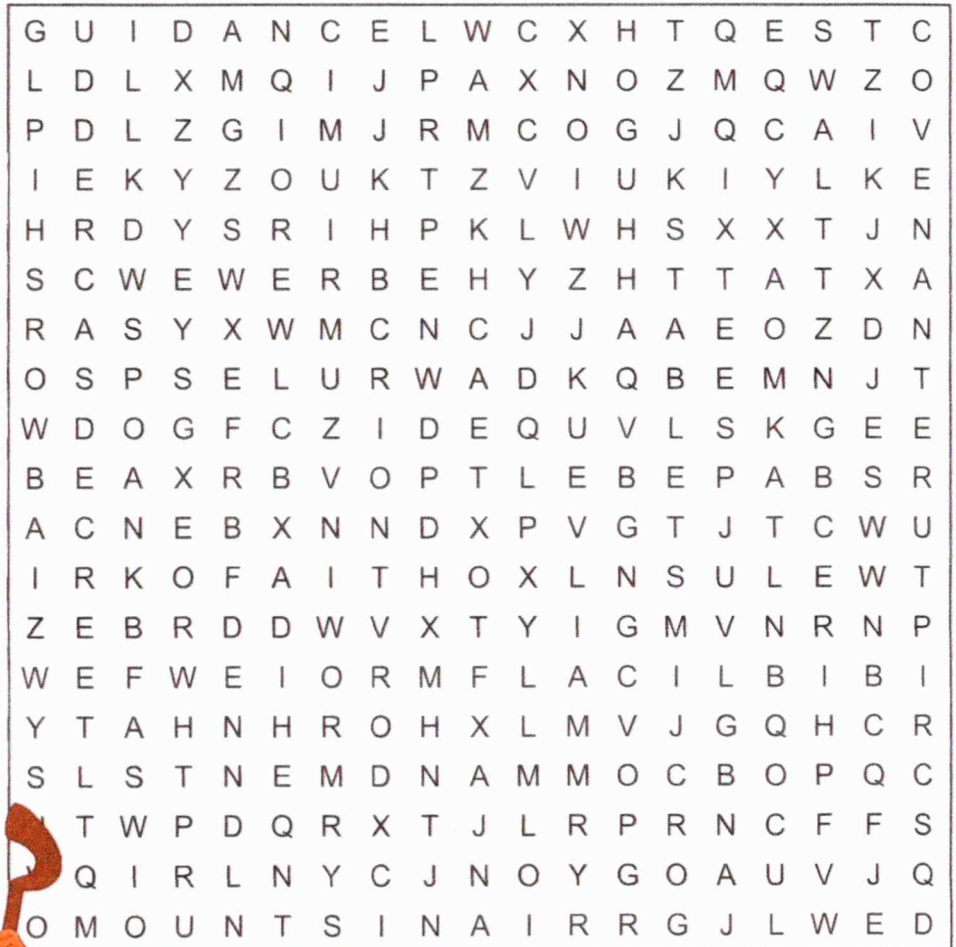 G U I D A N C E L W C X H T Q E S T C
L D L X M Q I J P A X N O Z M Q W Z O
P D L Z G I M J R M C O G J Q C A I V
I E K Y Z O U K T Z V I U K I Y L K E
H R D Y S R I H P K L W H S X X T J N
S C W E W E R B E H Y Z H T T A T X A
R A S Y X W M C N C J J A A E O Z D N
O S P S E L U R W A D K Q B E M N J T
W D O G F C Z I D E Q U V L S K G E E
B E A X R B V O P T L E B E P A B S R
A C N E B X N N D X P V G T J T C W U
I R K O F A I T H O X L N S U L E W T
Z E B R D D W V X T Y I G M V N R N P
W E F W E I O R M F L A C I L B I B I
Y T A H N H R O H X L M V J G Q H C R
S L S T N E M D N A M M O C B O P Q C
T W P D Q R X T J L R P R N C F F S
Q I R L N Y C J N O Y G O A U V J Q
O M O U N T S I N A I R R G J L W E D